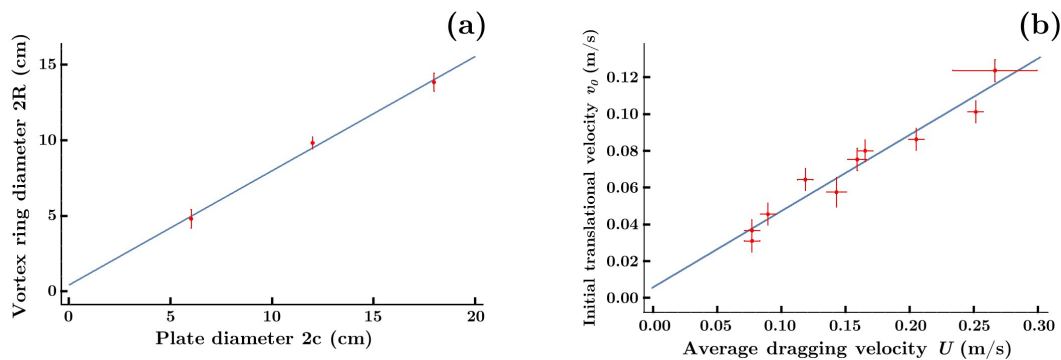 (a)
Vortex ring diameter 2R (cm)
15
10
5
0
0 5 10 15 20
Plate diameter 2c (cm)
(b)
Initial translational velocity v₀ (m/s)
0.12
0.10
0.08
0.06
0.04
0.02
0.00
0.00 0.05 0.10 0.15 0.20 0.25 0.30
Average dragging velocity U (m/s)